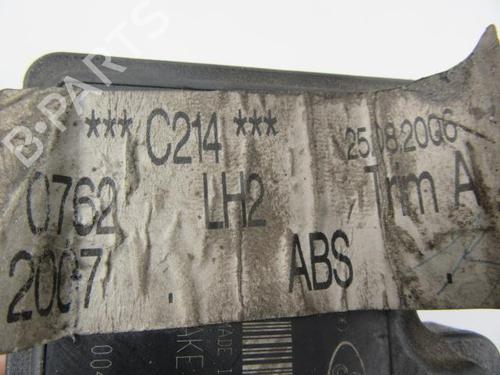 B-PARTS
*** C214 ***
25.08.2006
0762
LH2
Trim A
2007
.
ABS